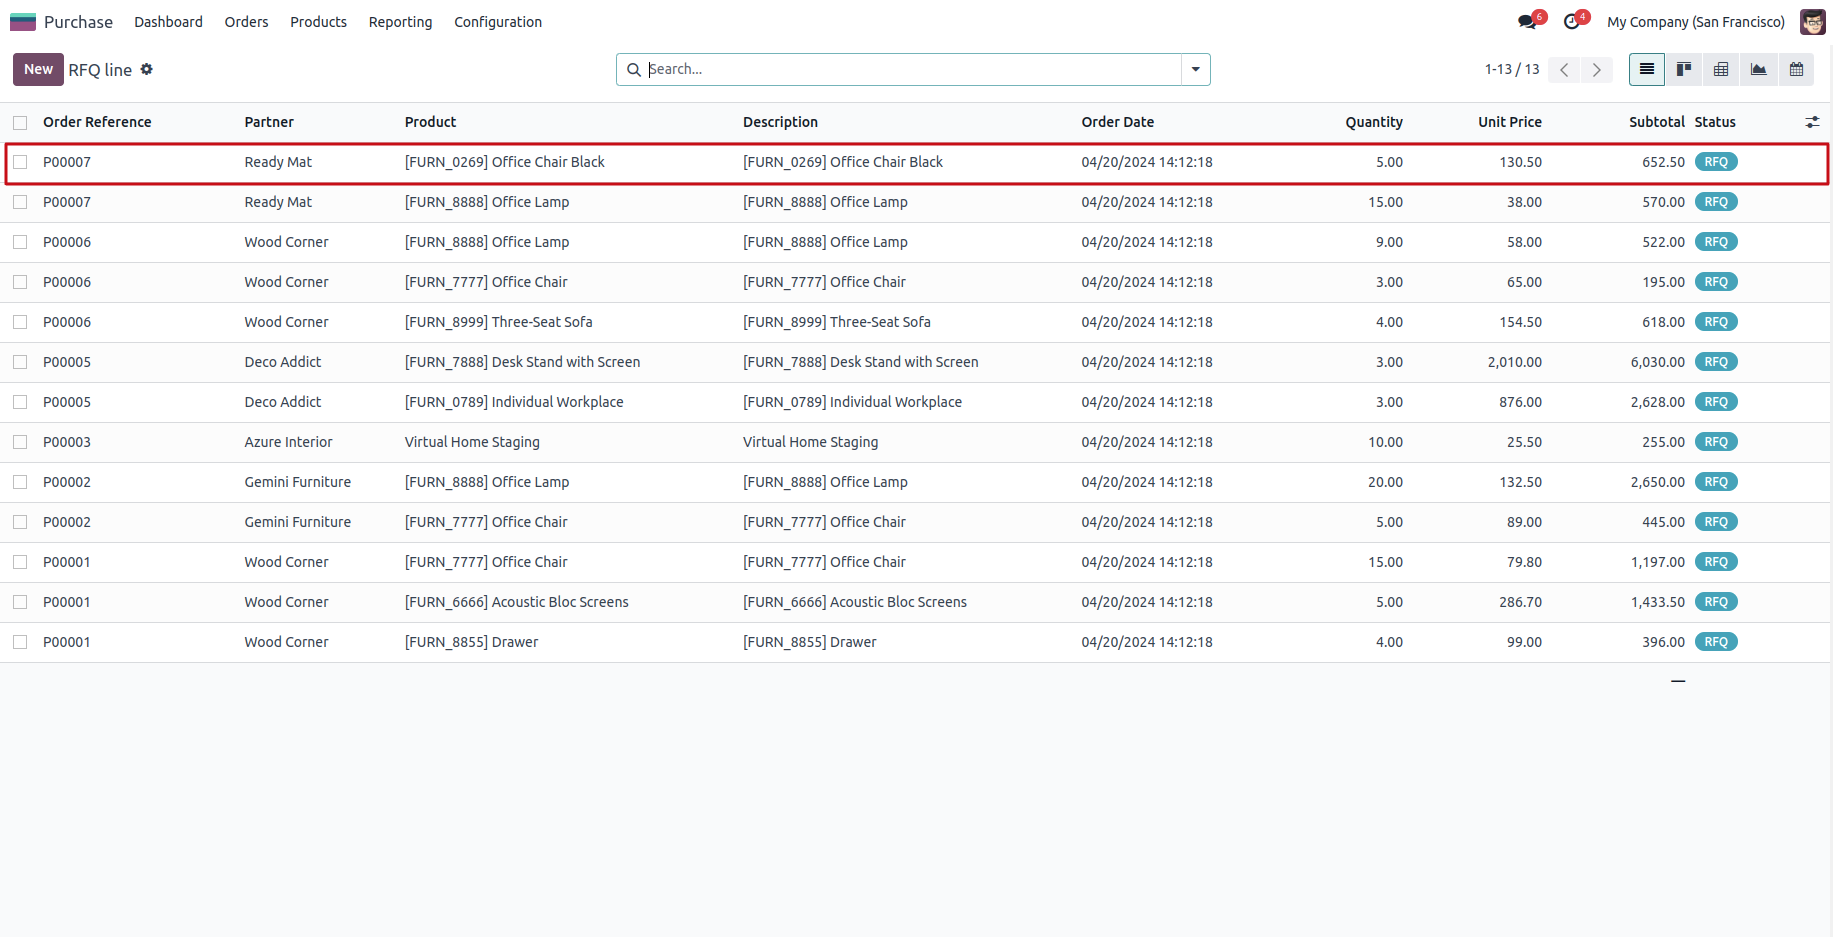 Purchase Dashboard Orders Products Reporting Configuration 6 4 My Company (San Francisco)
New RFQ line Search... 1-13 / 13
Order Reference Partner Product Description Order Date Quantity Unit Price Subtotal Status
P00007 Ready Mat [FURN_0269] Office Chair Black [FURN_0269] Office Chair Black 04/20/2024 14:12:18 5.00 130.50 652.50 RFQ
P00007 Ready Mat [FURN_8888] Office Lamp [FURN_8888] Office Lamp 04/20/2024 14:12:18 15.00 38.00 570.00 RFQ
P00006 Wood Corner [FURN_8888] Office Lamp [FURN_8888] Office Lamp 04/20/2024 14:12:18 9.00 58.00 522.00 RFQ
P00006 Wood Corner [FURN_7777] Office Chair [FURN_7777] Office Chair 04/20/2024 14:12:18 3.00 65.00 195.00 RFQ
P00006 Wood Corner [FURN_8999] Three-Seat Sofa [FURN_8999] Three-Seat Sofa 04/20/2024 14:12:18 4.00 154.50 618.00 RFQ
P00005 Deco Addict [FURN_7888] Desk Stand with Screen [FURN_7888] Desk Stand with Screen 04/20/2024 14:12:18 3.00 2,010.00 6,030.00 RFQ
P00005 Deco Addict [FURN_0789] Individual Workplace [FURN_0789] Individual Workplace 04/20/2024 14:12:18 3.00 876.00 2,628.00 RFQ
P00003 Azure Interior Virtual Home Staging Virtual Home Staging 04/20/2024 14:12:18 10.00 25.50 255.00 RFQ
P00002 Gemini Furniture [FURN_8888] Office Lamp [FURN_8888] Office Lamp 04/20/2024 14:12:18 20.00 132.50 2,650.00 RFQ
P00002 Gemini Furniture [FURN_7777] Office Chair [FURN_7777] Office Chair 04/20/2024 14:12:18 5.00 89.00 445.00 RFQ
P00001 Wood Corner [FURN_7777] Office Chair [FURN_7777] Office Chair 04/20/2024 14:12:18 15.00 79.80 1,197.00 RFQ
P00001 Wood Corner [FURN_6666] Acoustic Bloc Screens [FURN_6666] Acoustic Bloc Screens 04/20/2024 14:12:18 5.00 286.70 1,433.50 RFQ
P00001 Wood Corner [FURN_8855] Drawer [FURN_8855] Drawer 04/20/2024 14:12:18 4.00 99.00 396.00 RFQ
—